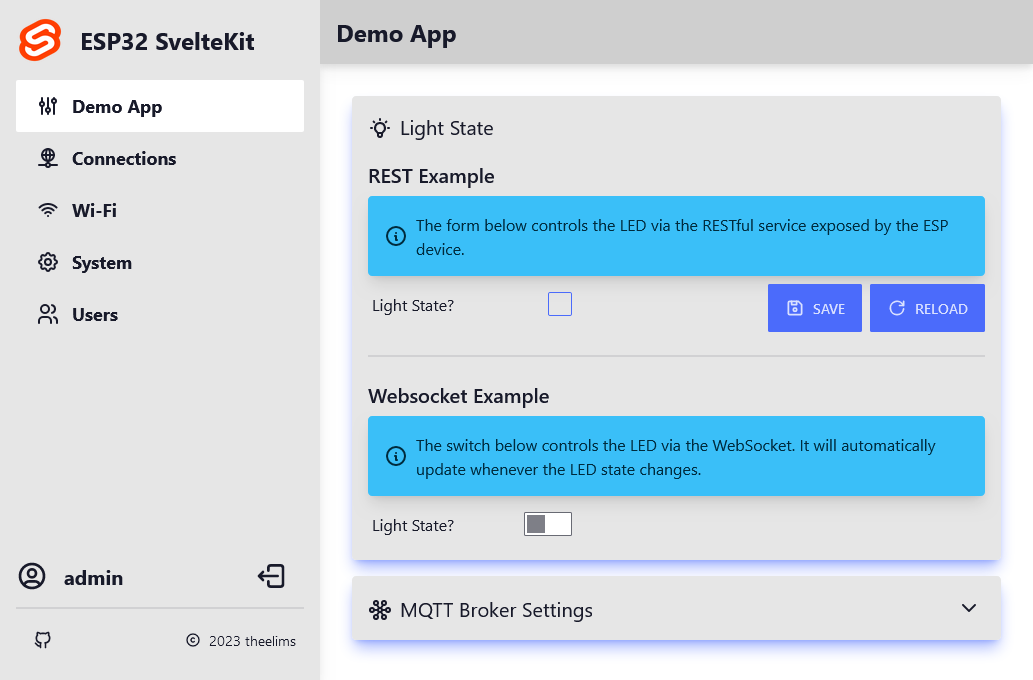 ESP32 SvelteKit
Demo App
Connections
Wi-Fi
System
Users
admin
© 2023 theelims
Demo App
Light State
REST Example
The form below controls the LED via the RESTful service exposed by the ESP
device.
Light State?
SAVE
RELOAD
Websocket Example
The switch below controls the LED via the WebSocket. It will automatically
update whenever the LED state changes.
Light State?
MQTT Broker Settings